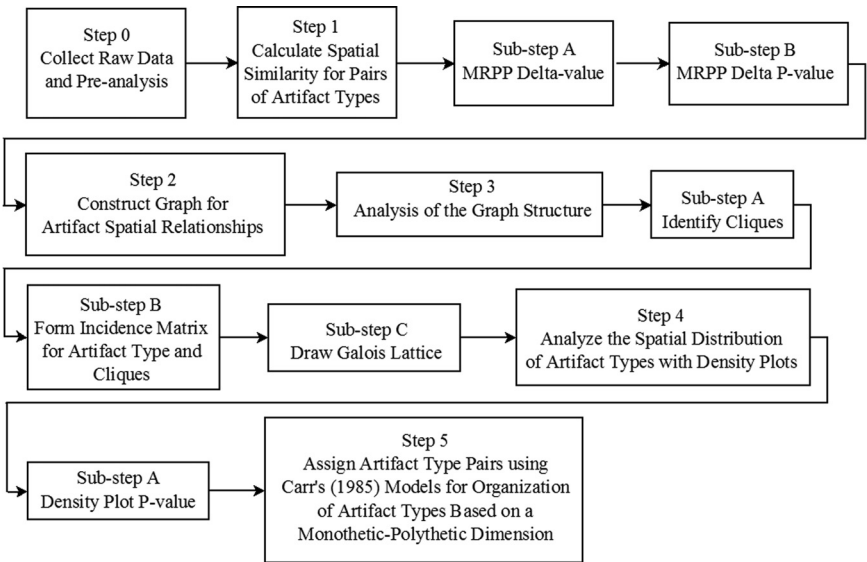 Step 0
Collect Raw Data
and Pre-analysis
Step 1
Calculate Spatial
Similarity for Pairs
of Artifact Types
Sub-step A
MRPP Delta-value
Sub-step B
MRPP Delta P-value
Step 2
Construct Graph for
Artifact Spatial Relationships
Step 3
Analysis of the Graph Structure
Sub-step A
Identify Cliques
Sub-step B
Form Incidence Matrix
for Artifact Type and
Cliques
Sub-step C
Draw Galois Lattice
Step 4
Analyze the Spatial Distribution
of Artifact Types with Density Plots
Sub-step A
Density Plot P-value
Step 5
Assign Artifact Type Pairs using
Carr's (1985) Models for Organization
of Artifact Types Based on a
Monothetic-Polythetic Dimension